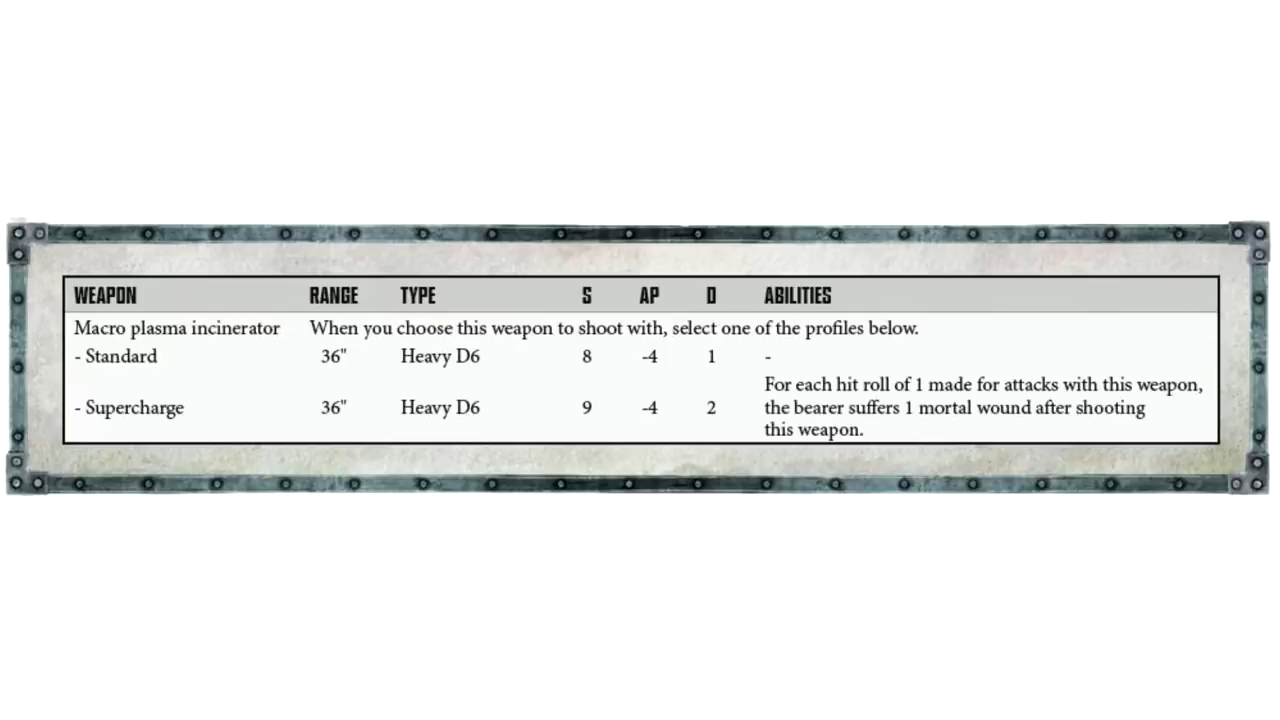 WEAPON RANGE TYPE S AP D ABILITIES
Macro plasma incinerator When you choose this weapon to shoot with, select one of the profiles below.
- Standard 36" Heavy D6 8 -4 1 -
For each hit roll of 1 made for attacks with this weapon,
- Supercharge 36" Heavy D6 9 -4 2 the bearer suffers 1 mortal wound after shooting
this weapon.